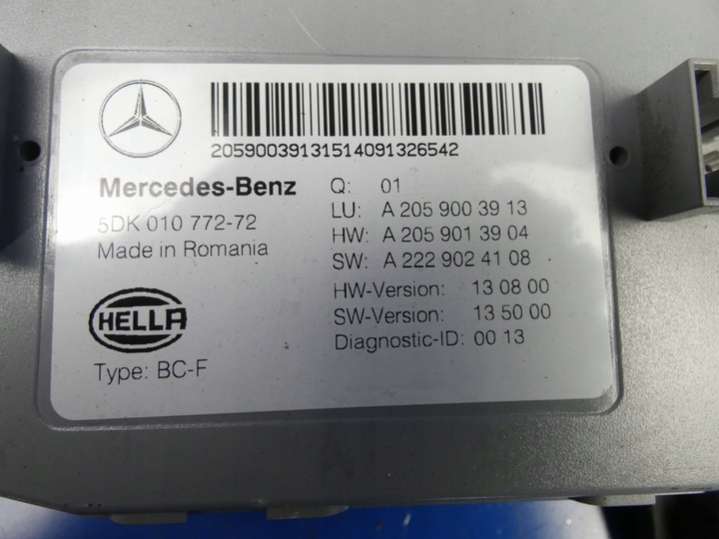 20590039131514091326542
Mercedes-Benz
5DK 010 772-72
Made in Romania
HELLA
Type: BC-F
Q: 01
LU: A 205 900 39 13
HW: A 205 901 39 04
SW: A 222 902 41 08
HW-Version: 13 08 00
SW-Version: 13 50 00
Diagnostic-ID: 00 13